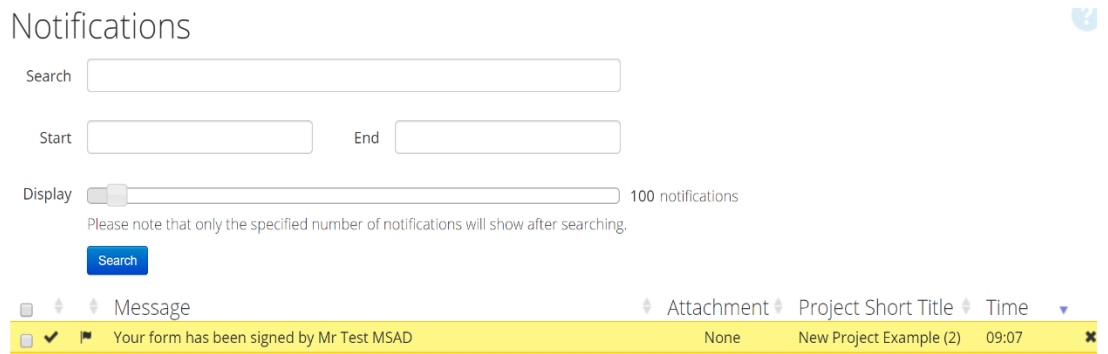 Notifications
?
Search
Start End
Display 100 notifications
Please note that only the specified number of notifications will show after searching.
Search
Message Attachment Project Short Title Time
Your form has been signed by Mr Test MSAD None New Project Example (2) 09:07